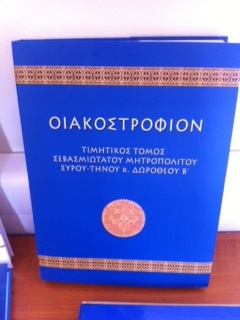 ΟΙΑΚΟΣΤΡΟΦΙΟΝ
ΤΙΜΗΤΙΚΟΣ ΤΟΜΟΣ
ΣΕΒΑΣΜΙΩΤΑΤΟΥ ΜΗΤΡΟΠΟΛΙΤΟΥ
ΣΥΡΟΥ-ΤΗΝΟΥ κ. ΔΩΡΟΘΕΟΥ Β΄